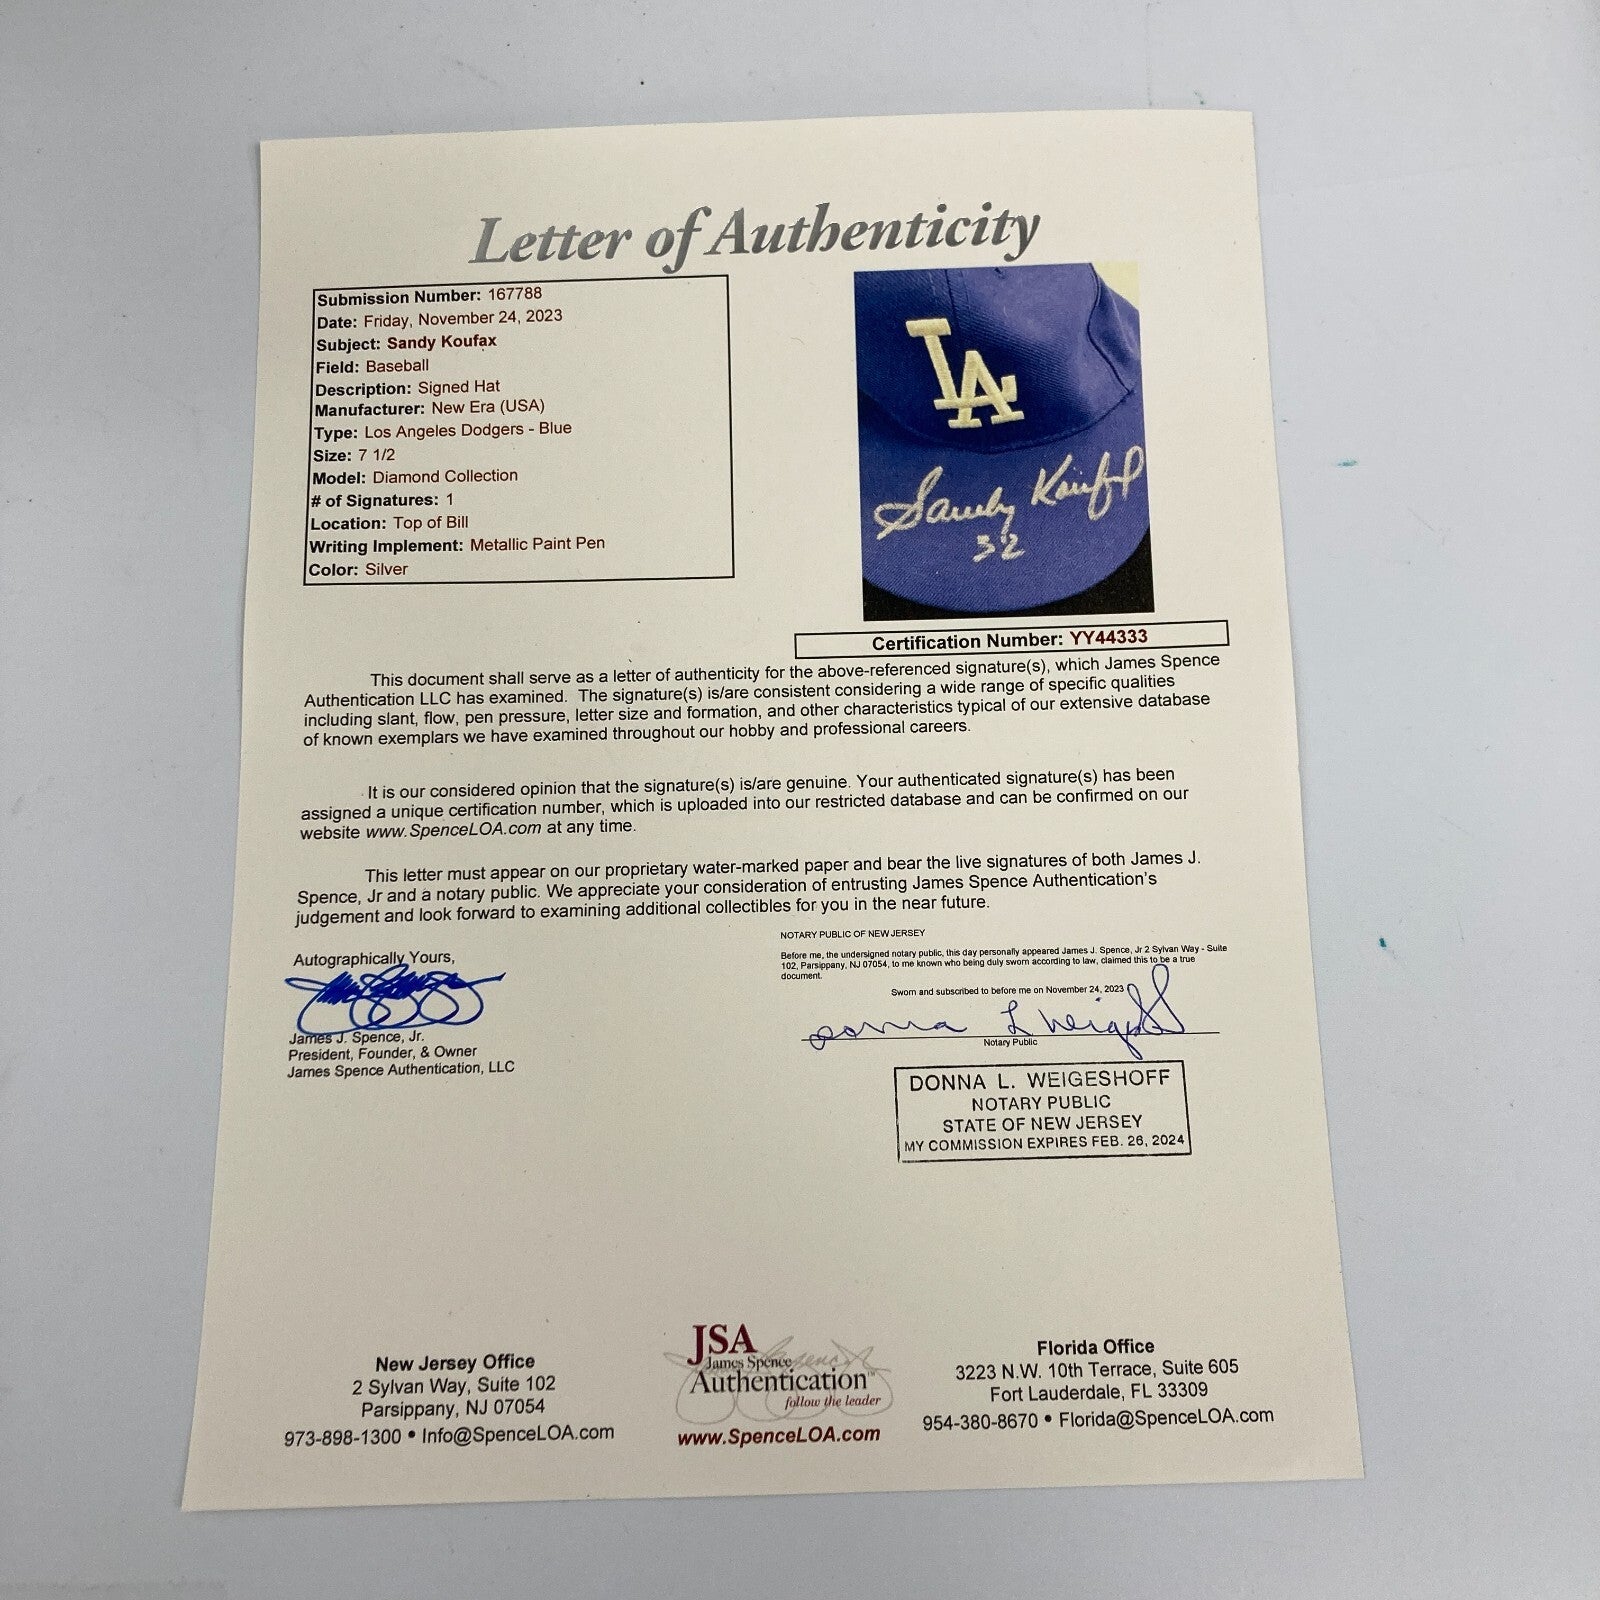 Letter of Authenticity
Submission Number: 167788
Date: Friday, November 24, 2023
Subject: Sandy Koufax
Field: Baseball
Description: Signed Hat
Manufacturer: New Era (USA)
Type: Los Angeles Dodgers - Blue
Size: 7 1/2
Model: Diamond Collection
# of Signatures: 1
Location: Top of Bill
Writing Implement: Metallic Paint Pen
Color: Silver
LA
Sandy Koufax
32
Certification Number: YY44333
This document shall serve as a letter of authenticity for the above-referenced signature(s), which James Spence
Authentication LLC has examined. The signature(s) is/are consistent considering a wide range of specific qualities
including slant, flow, pen pressure, letter size and formation, and other characteristics typical of our extensive database
of known exemplars we have examined throughout our hobby and professional careers.
It is our considered opinion that the signature(s) is/are genuine. Your authenticated signature(s) has been
assigned a unique certification number, which is uploaded into our restricted database and can be confirmed on our
website www.SpenceLOA.com at any time.
This letter must appear on our proprietary water-marked paper and bear the live signatures of both James J.
Spence, Jr and a notary public. We appreciate your consideration of entrusting James Spence Authentication's
judgement and look forward to examining additional collectibles for you in the near future.
Autographically Yours,
James J. Spence, Jr.
President, Founder, & Owner
James Spence Authentication, LLC
NOTARY PUBLIC OF NEW JERSEY
Before me, the undersigned notary public, this day personally appeared James J. Spence, Jr 2 Sylvan Way - Suite
102, Parsippany, NJ 07054, to me known who being duly sworn according to law, claimed this to be a true
document.
Sworn and subscribed to before me on November 24, 2023
Donna L Weigeshoff
Notary Public
DONNA L. WEIGESHOFF
NOTARY PUBLIC
STATE OF NEW JERSEY
MY COMMISSION EXPIRES FEB. 26, 2024
New Jersey Office
2 Sylvan Way, Suite 102
Parsippany, NJ 07054
973-898-1300 • Info@SpenceLOA.com
JSA
James Spence
Authentication™
follow the leader
www.SpenceLOA.com
Florida Office
3223 N.W. 10th Terrace, Suite 605
Fort Lauderdale, FL 33309
954-380-8670 • Florida@SpenceLOA.com